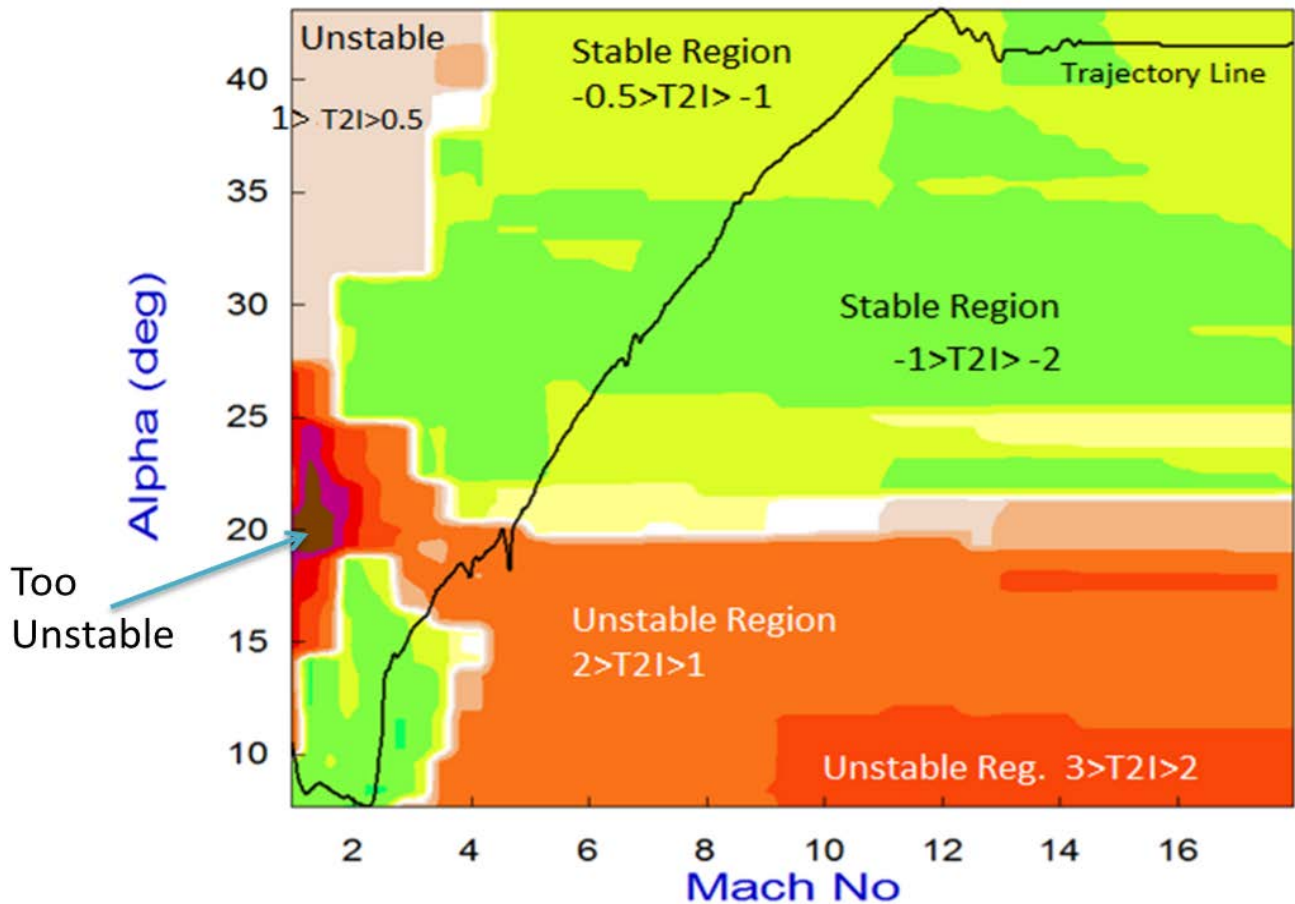 Unstable
1> T2I>0.5
Stable Region
-0.5>T2I> -1
Trajectory Line
Stable Region
-1>T2I> -2
Too
Unstable
Unstable Region
2>T2I>1
Unstable Reg. 3>T2I>2
Alpha (deg)
40
35
30
25
20
15
10
2 4 6 8 10 12 14 16
Mach No